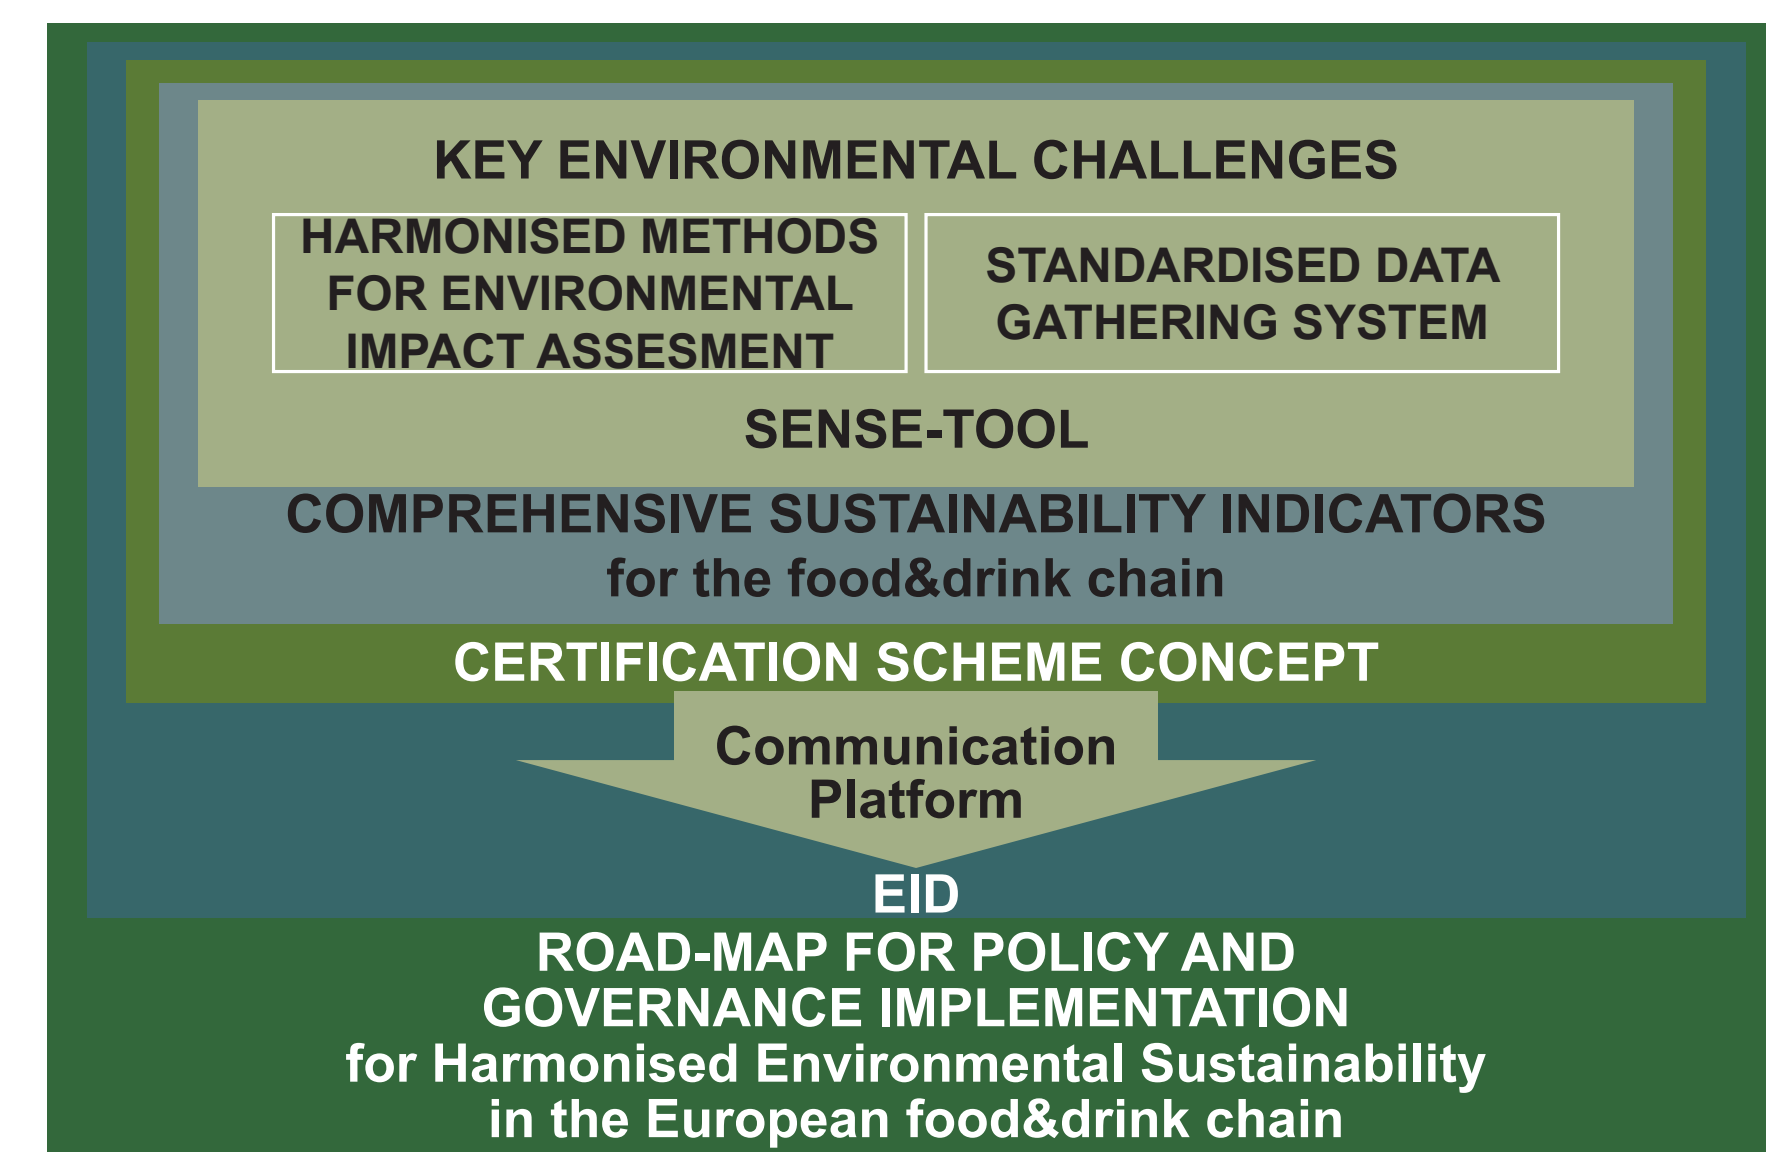 KEY ENVIRONMENTAL CHALLENGES
HARMONISED METHODS
FOR ENVIRONMENTAL
IMPACT ASSESMENT
STANDARDISED DATA
GATHERING SYSTEM
SENSE-TOOL
COMPREHENSIVE SUSTAINABILITY INDICATORS
for the food&drink chain
CERTIFICATION SCHEME CONCEPT
Communication
Platform
EID
ROAD-MAP FOR POLICY AND
GOVERNANCE IMPLEMENTATION
for Harmonised Environmental Sustainability
in the European food&drink chain